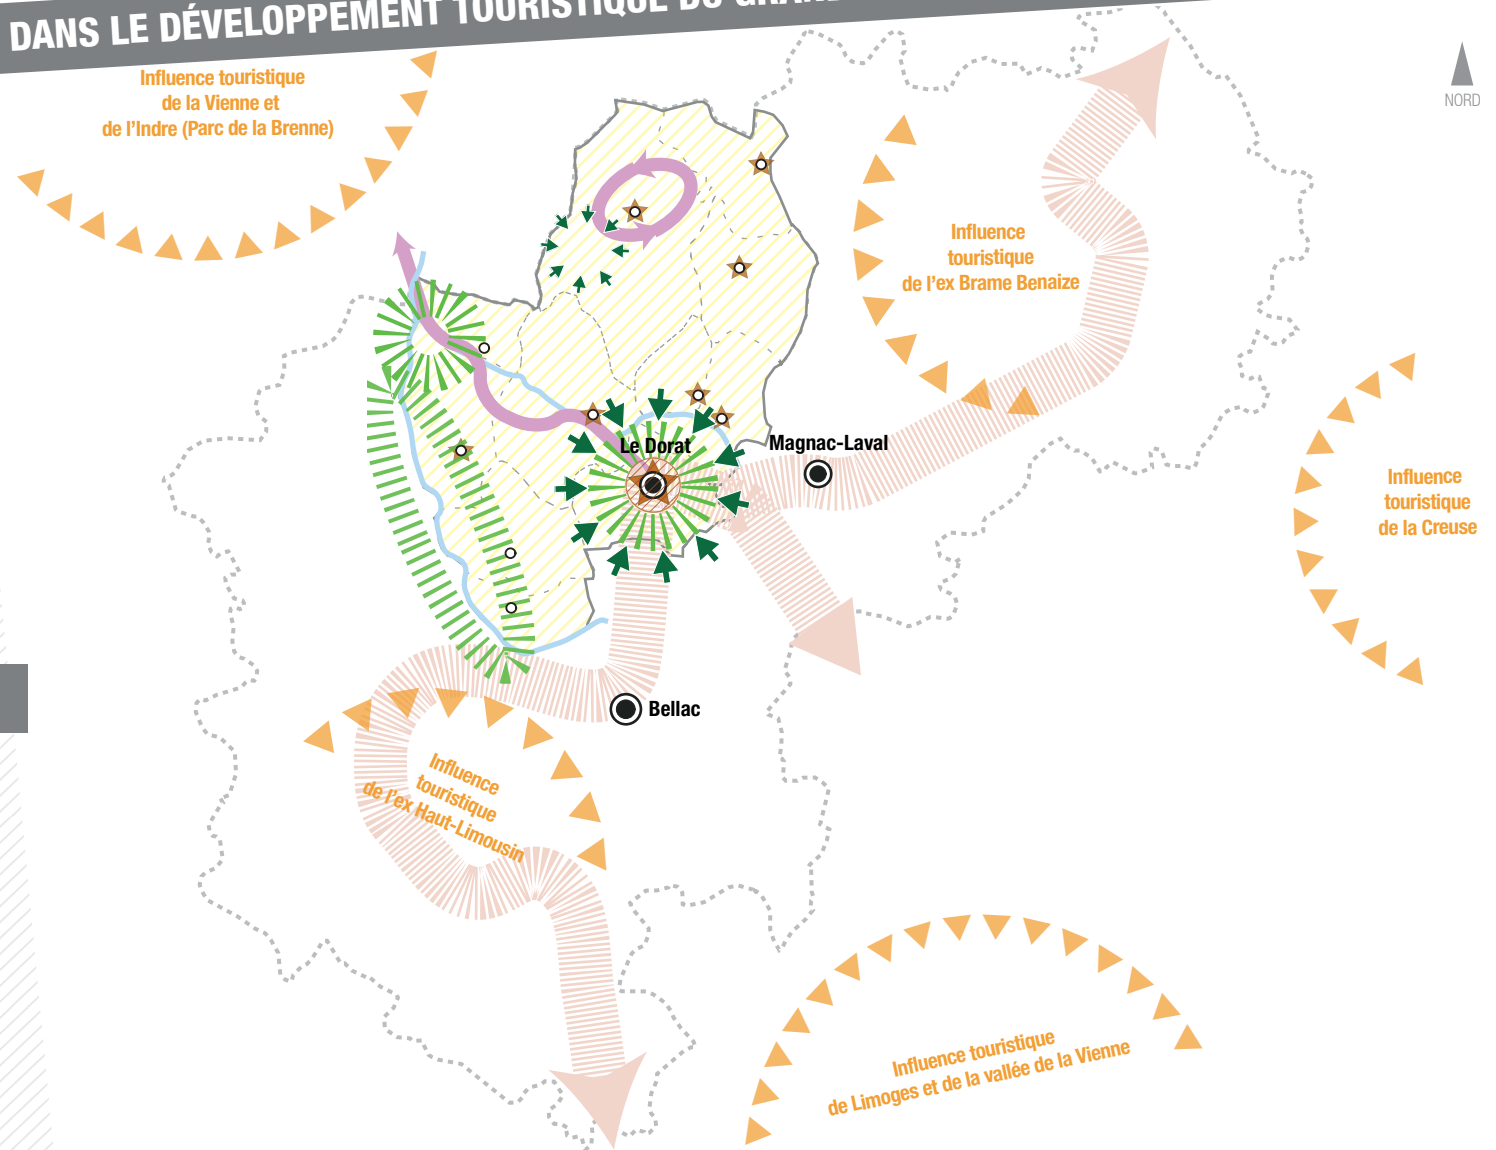 DANS LE DÉVELOPPEMENT TOURISTIQUE DU
Influence touristique
de la Vienne et
de l'Indre (Parc de la Brenne)
NORD
Influence
touristique
de l'ex Brame Benaize
Le Dorat
Magnac-Laval
Influence
touristique
de la Creuse
Bellac
Influence
touristique
de l'ex Haut-Limousin
Influence touristique
de Limoges et de la vallée de la Vienne